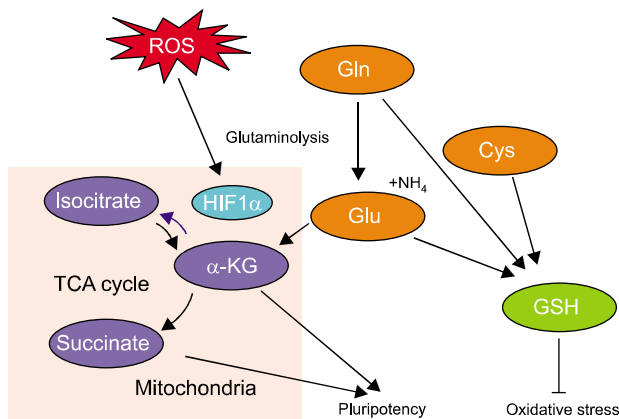 ROS
Gln
Glutaminolysis
Cys
+NH₄
Isocitrate
HIF1α
Glu
α-KG
TCA cycle
GSH
Succinate
Mitochondria
Pluripotency
Oxidative stress